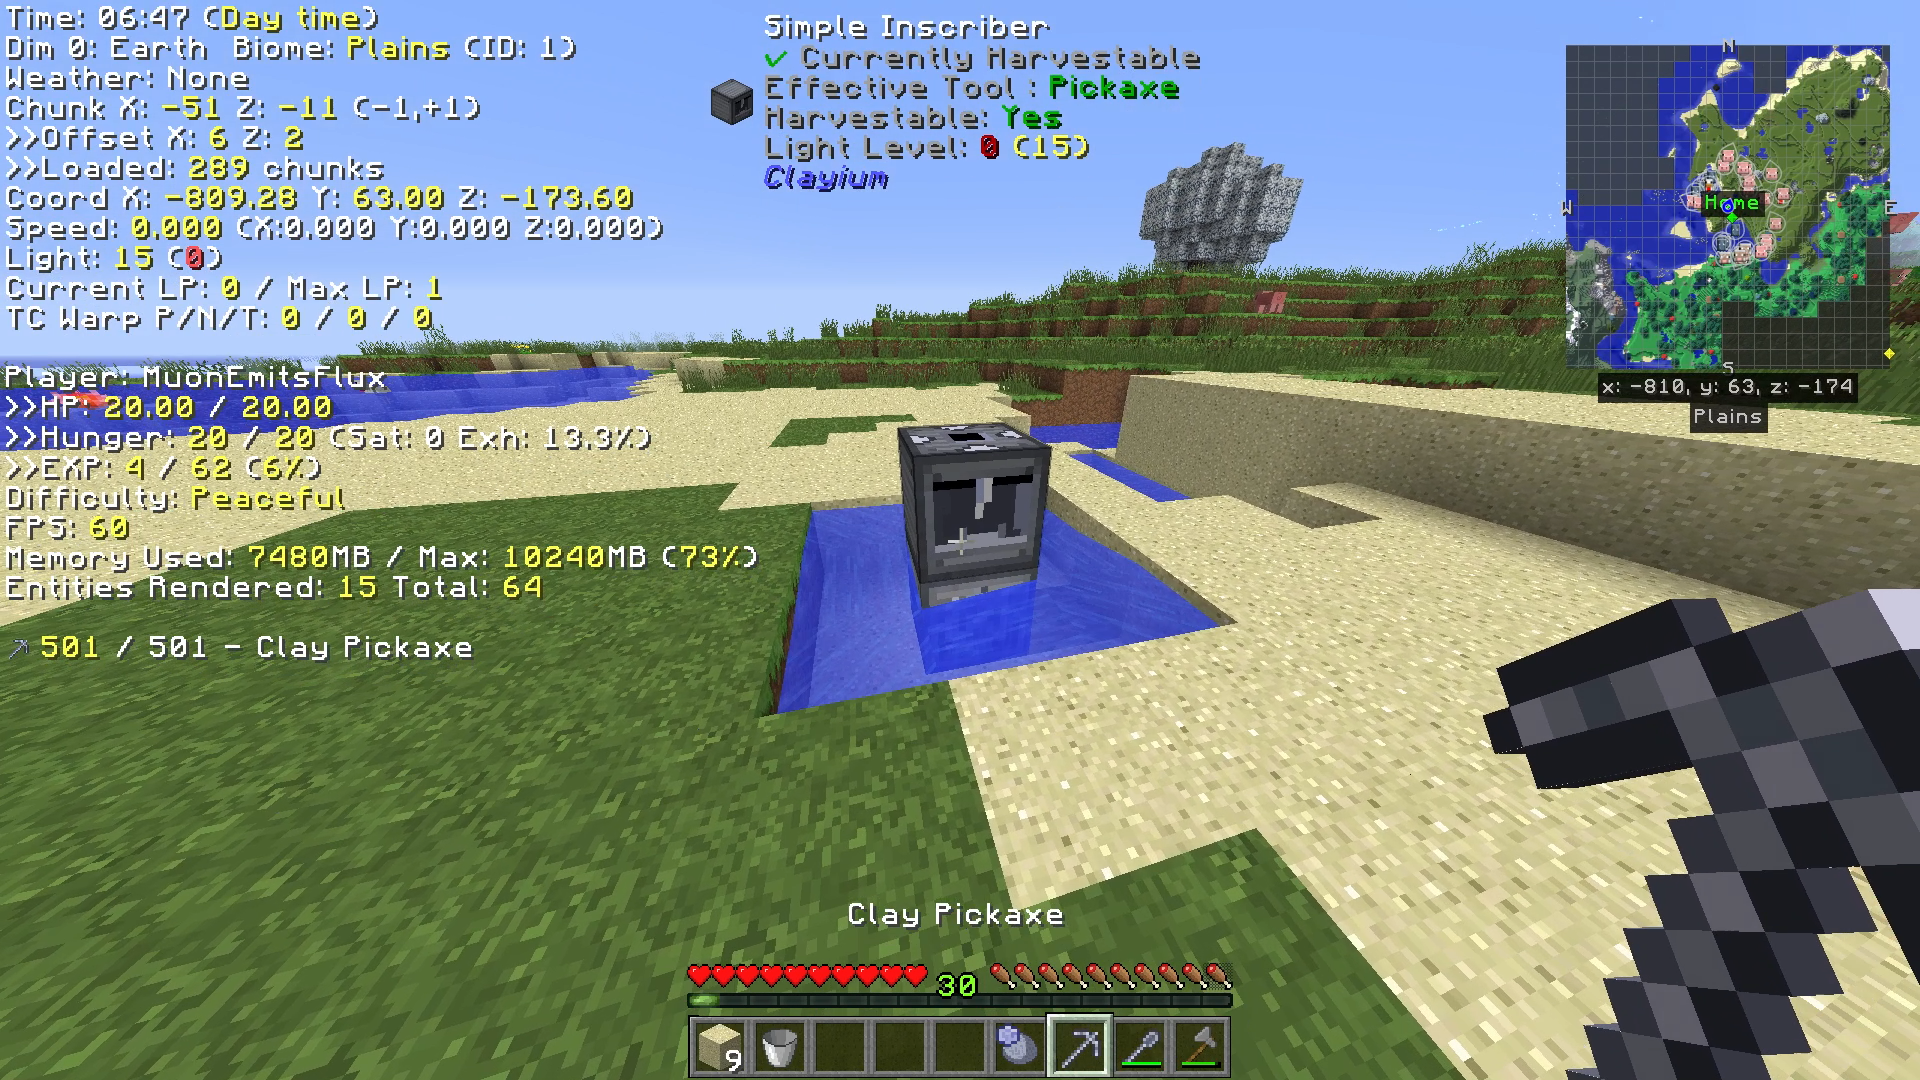 Time: 06:47 (Day time)
Dim 0: Earth Biome: Plains (ID: 1)
Weather: None
Chunk X: -51 Z: -11 (-1,+1)
>>Offset X: 6 Z: 2
>>Loaded: 289 chunks
Coord X: -809.28 Y: 63.00 Z: -173.60
Speed: 0.000 (X:0.000 Y:0.000 Z:0.000)
Light: 15 (0)
Current LP: 0 / Max LP: 1
TC Warp P/N/T: 0 / 0 / 0
Player: MuonEmitsFlux
>>HP: 20.00 / 20.00
>>Hunger: 20 / 20 (Sat: 0 Exh: 13.3%)
>>EXP: 4 / 62 (6%)
Difficulty: Peaceful
FPS: 60
Memory Used: 7480MB / Max: 10240MB (73%)
Entities Rendered: 15 Total: 64
501 / 501 - Clay Pickaxe
Simple Inscriber
✓ Currently Harvestable
Effective Tool : Pickaxe
Harvestable: Yes
Light Level: 0 (15)
Clayium
N
W
Home
E
S
x: -810, y: 63, z: -174
Plains
Clay Pickaxe
30
9